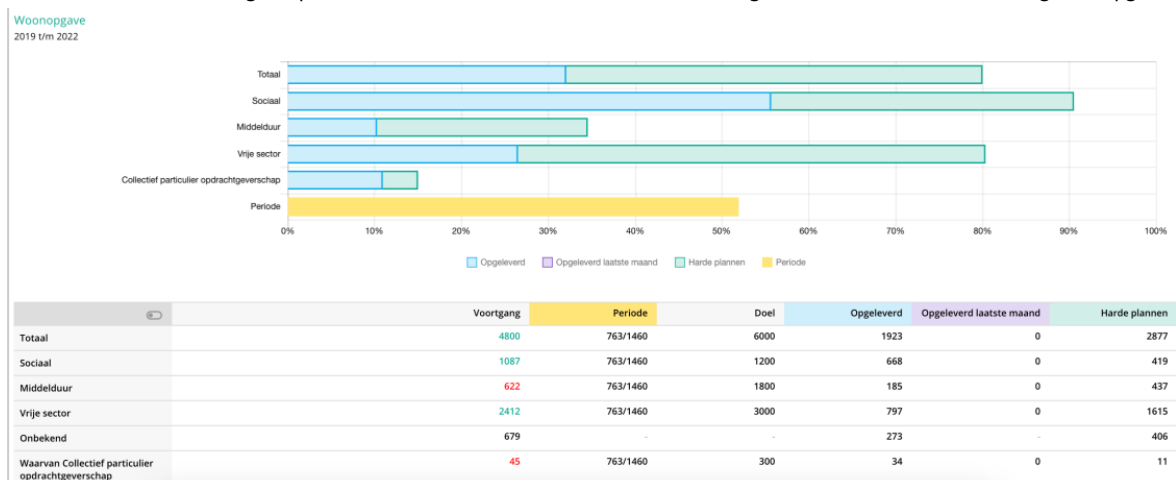 Woonopgave
2019 t/m 2022
Totaal
Sociaal
Middelduur
Vrije sector
Collectief particulier opdrachtgeverschap
Periode
0% 10% 20% 30% 40% 50% 60% 70% 80% 90% 100%
Opgeleverd Opgeleverd laatste maand Harde plannen Periode
Voortgang Periode Doel Opgeleverd Opgeleverd laatste maand Harde plannen
Totaal 4800 763/1460 6000 1923 0 2877
Sociaal 1087 763/1460 1200 668 0 419
Middelduur 622 763/1460 1800 185 0 437
Vrije sector 2412 763/1460 3000 797 0 1615
Onbekend 679 - - 273 - 406
Waarvan Collectief particulier
opdrachtgeverschap 45 763/1460 300 34 0 11